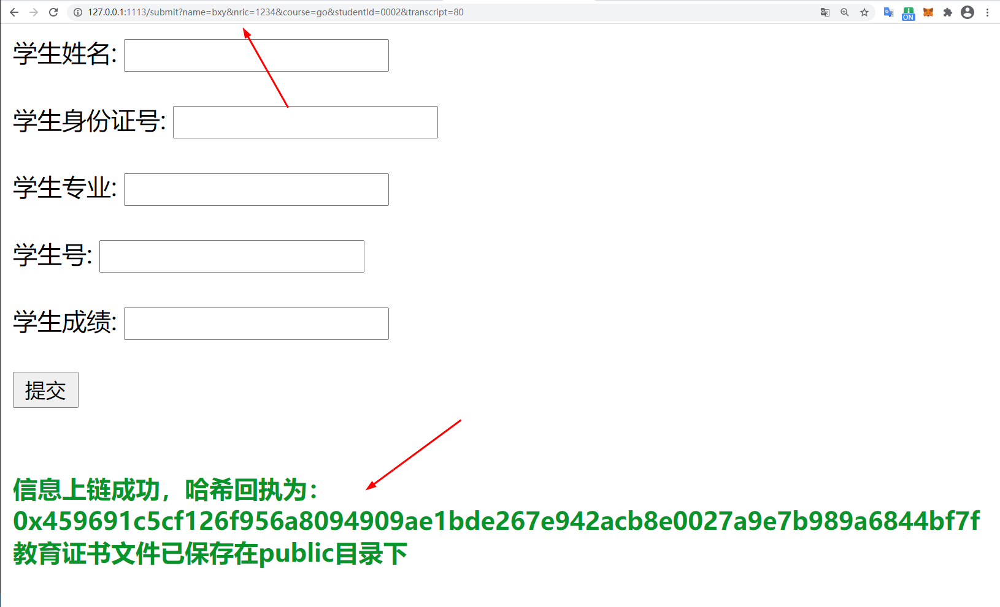 127.0.0.1:1113/submit?name=bxy&nric=1234&course=go&studentId=0002&transcript=80
ON
学生姓名:
学生身份证号:
学生专业:
学生号:
学生成绩:
提交
信息上链成功，哈希回执为：
0x459691c5cf126f956a8094909ae1bde267e942acb8e0027a9e7b989a6844bf7f
教育证书文件已保存在public目录下